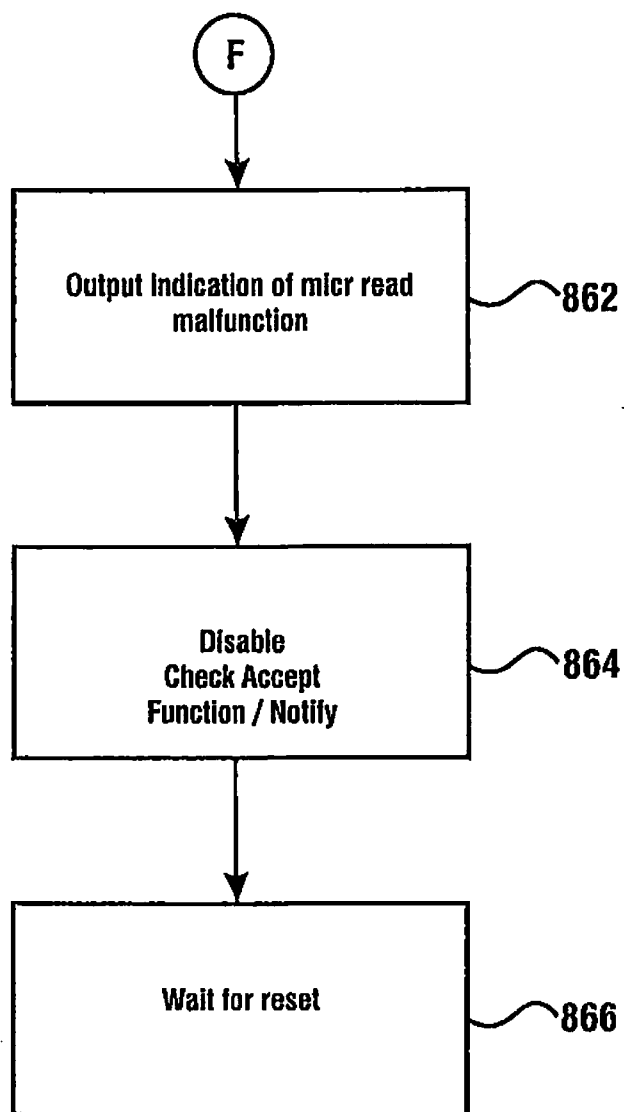 F
Output Indication of micr read
malfunction
862
Disable
Check Accept
Function / Notify
864
Wait for reset
866